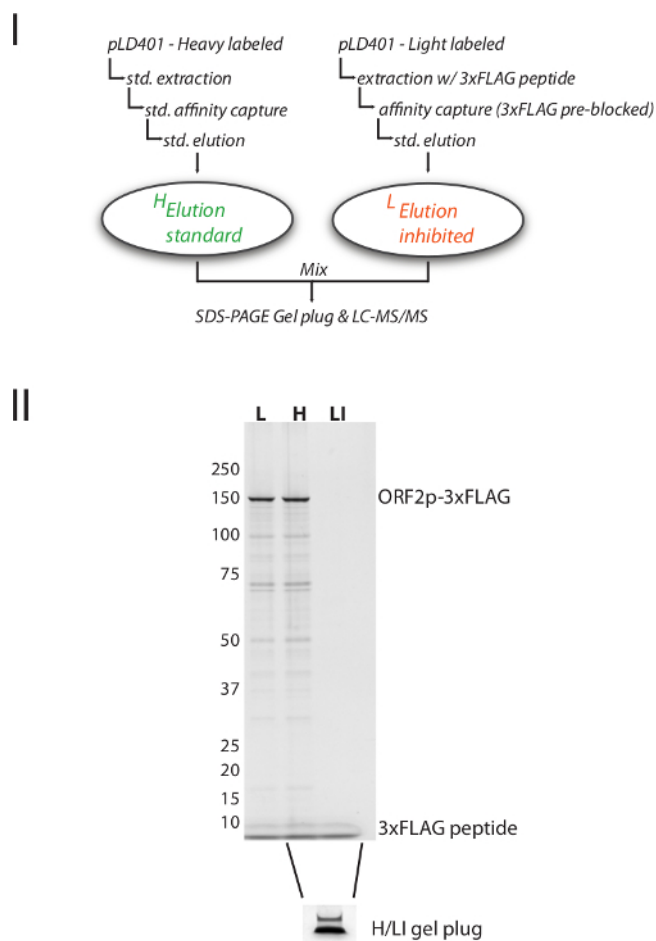 I
pLD401 - Heavy labeled
std. extraction
std. affinity capture
std. elution
H Elution
standard
pLD401 - Light labeled
extraction w/ 3xFLAG peptide
affinity capture (3xFLAG pre-blocked)
std. elution
L Elution
inhibited
Mix
SDS-PAGE Gel plug & LC-MS/MS
II
L H LI
250
150 ORF2p-3xFLAG
100
75
50
37
25
20
15
10 3xFLAG peptide
H/LI gel plug